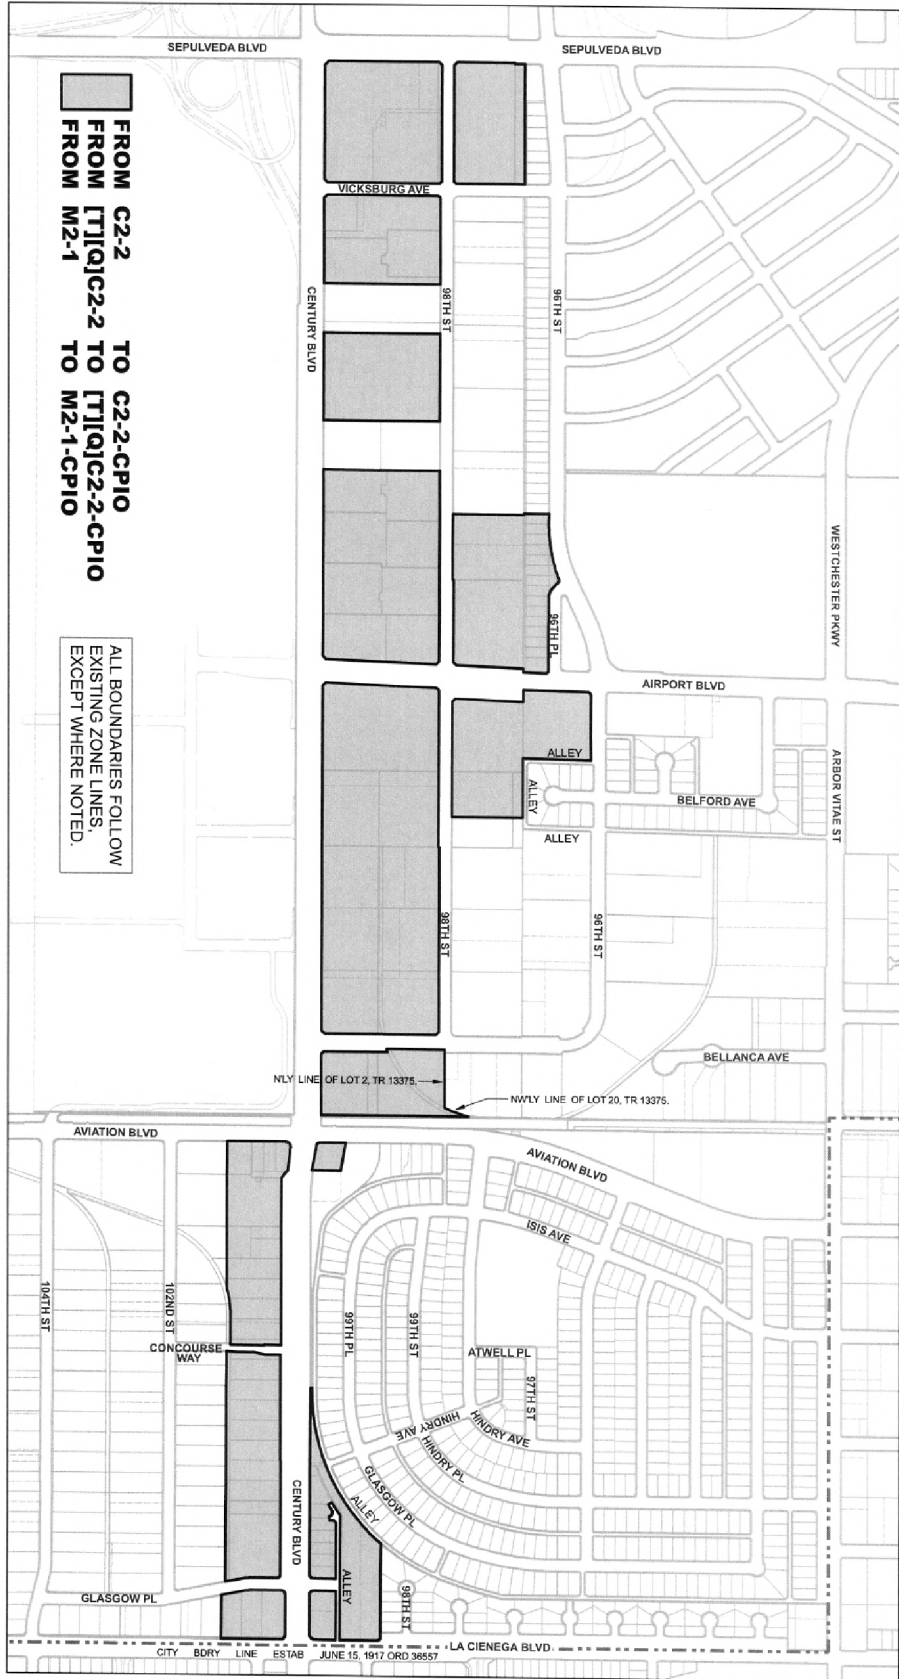 SEPULVEDA BLVD
SEPULVEDA BLVD
FROM C2-2 TO C2-2-CPIO
FROM [T][Q]C2-2 TO [T][Q]C2-2-CPIO
FROM M2-1 TO M2-1-CPIO
VICKSBURG AVE
CENTURY BLVD
98TH ST
96TH ST
WESTCHESTER PKWY
96TH PL
ALL BOUNDARIES FOLLOW
EXISTING ZONE LINES,
EXCEPT WHERE NOTED.
AIRPORT BLVD
ALLEY
ALLEY
BELFORD AVE
ARBOR VITAE ST
ALLEY
98TH ST
96TH ST
BELLANCA AVE
N'LY LINE OF LOT 2, TR 13375.
NW'LY LINE OF LOT 20, TR 13375.
AVIATION BLVD
AVIATION BLVD
ISIS AVE
104TH ST
102ND ST
99TH PL
99TH ST
CONCOURSE
WAY
ATWELL PL
97TH ST
HINDRY AVE
HINDRY AVE
HINDRY PL
GLASGOW PL
ALLEY
CENTURY BLVD
ALLEY
98TH ST
GLASGOW PL
LA CIENEGA BLVD
CITY BDRY LINE ESTAB JUNE 15, 1917 ORD 36557